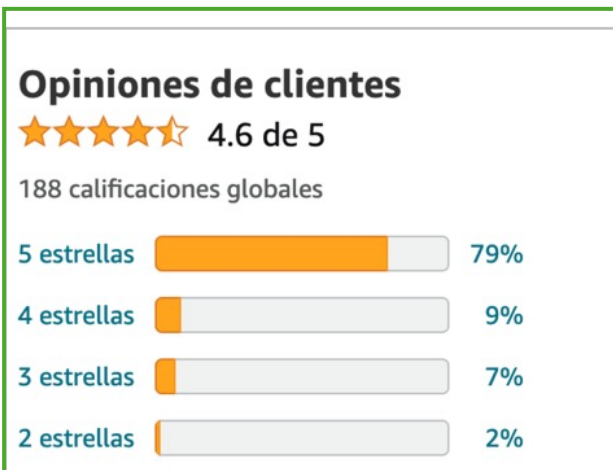 Opiniones de clientes
4.6 de 5
188 calificaciones globales
5 estrellas 79%
4 estrellas 9%
3 estrellas 7%
2 estrellas 2%